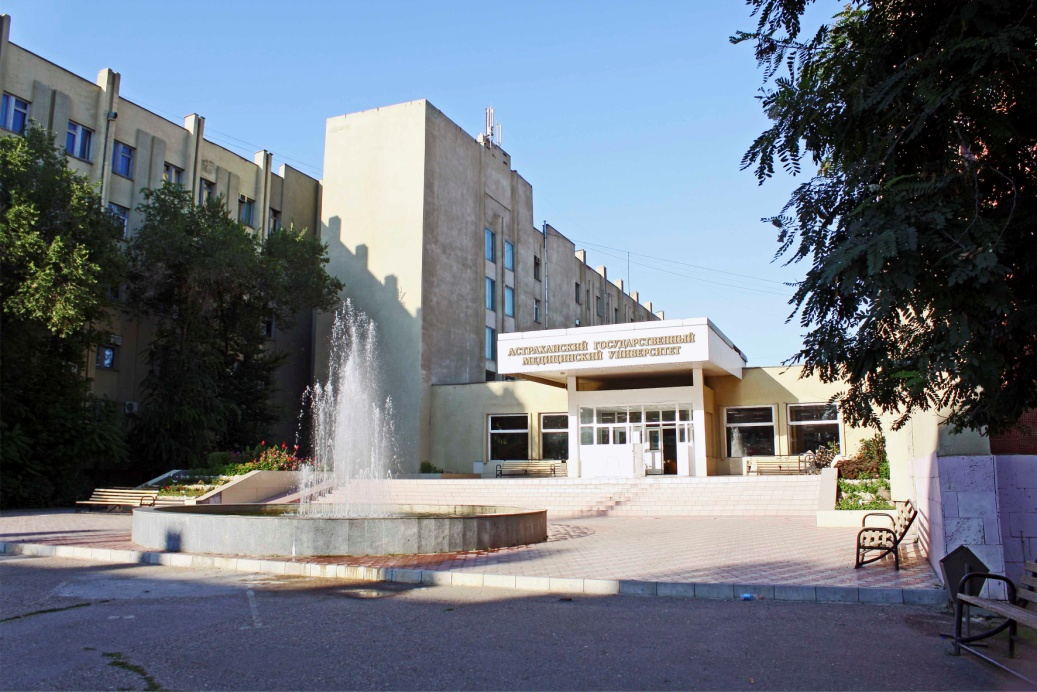 АСТРАХАНСКИЙ ГОСУДАРСТВЕННЫЙ
МЕДИЦИНСКИЙ УНИВЕРСИТЕТ